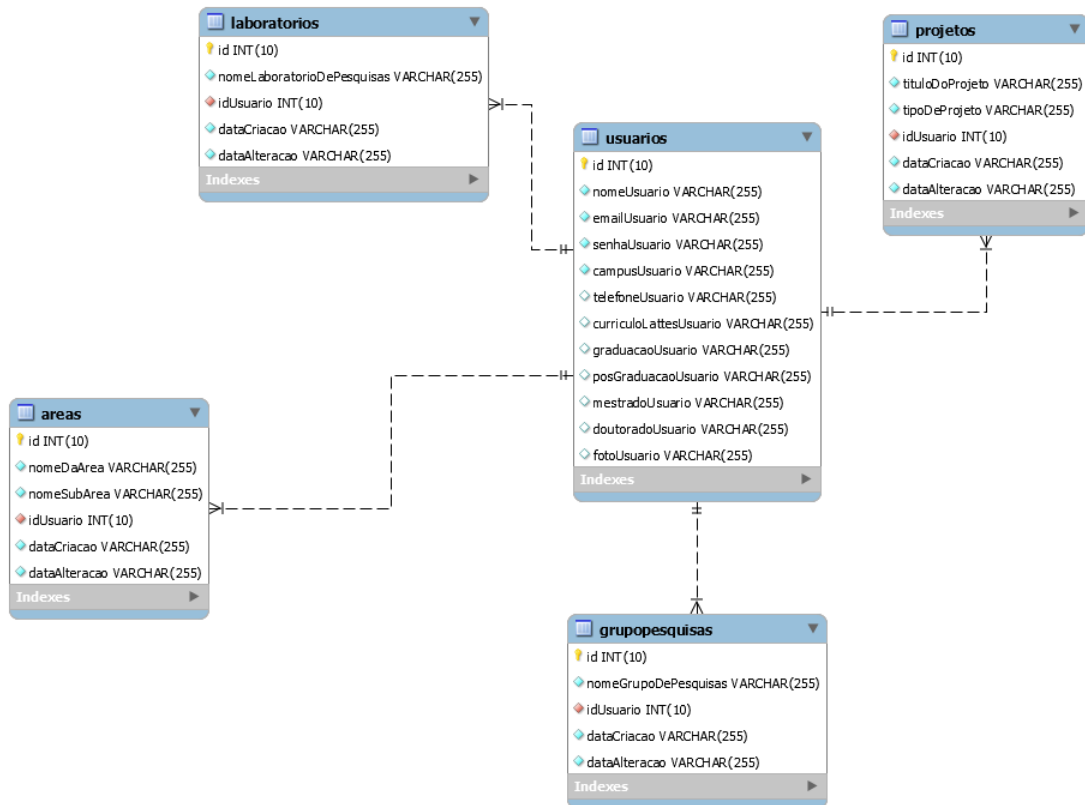 laboratorios
id INT(10)
nomeLaboratorioDePesquisas VARCHAR(255)
idUsuario INT(10)
dataCriacao VARCHAR(255)
dataAlteracao VARCHAR(255)
Indexes
projetos
id INT(10)
tituloDoProjeto VARCHAR(255)
tipoDeProjeto VARCHAR(255)
idUsuario INT(10)
dataCriacao VARCHAR(255)
dataAlteracao VARCHAR(255)
Indexes
usuarios
id INT(10)
nomeUsuario VARCHAR(255)
emailUsuario VARCHAR(255)
senhaUsuario VARCHAR(255)
campusUsuario VARCHAR(255)
telefoneUsuario VARCHAR(255)
curriculoLattesUsuario VARCHAR(255)
graduacaoUsuario VARCHAR(255)
posGraduacaoUsuario VARCHAR(255)
mestradoUsuario VARCHAR(255)
doutoradoUsuario VARCHAR(255)
fotoUsuario VARCHAR(255)
Indexes
areas
id INT(10)
nomeDaArea VARCHAR(255)
nomeSubArea VARCHAR(255)
idUsuario INT(10)
dataCriacao VARCHAR(255)
dataAlteracao VARCHAR(255)
Indexes
grupopesquisas
id INT(10)
nomeGrupoDePesquisas VARCHAR(255)
idUsuario INT(10)
dataCriacao VARCHAR(255)
dataAlteracao VARCHAR(255)
Indexes